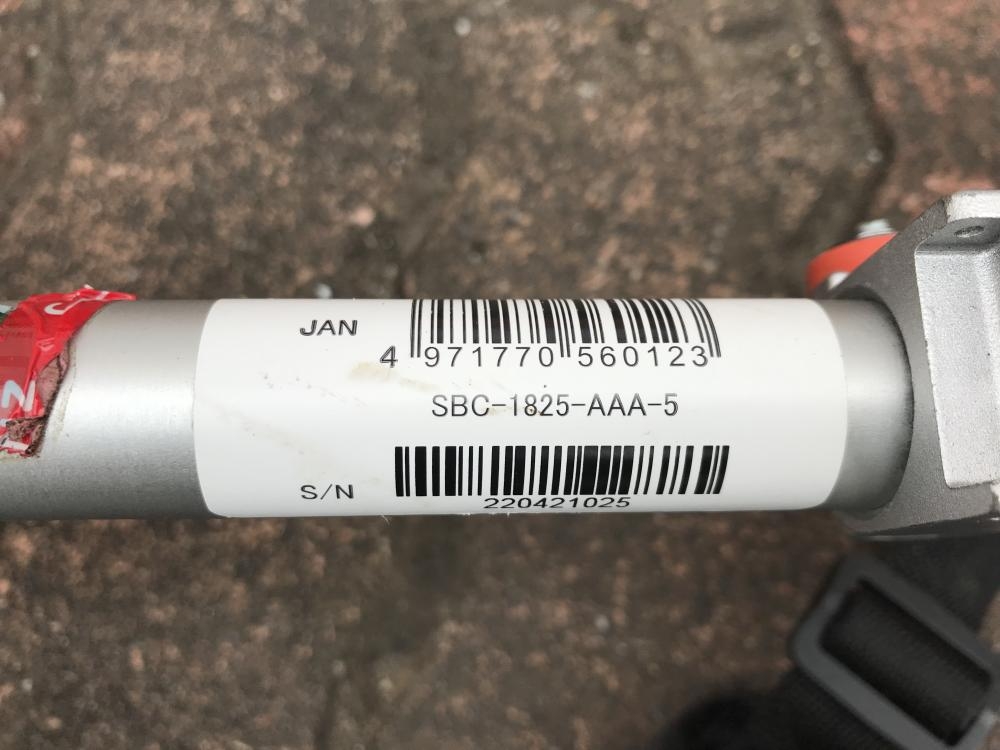 JAN
4 971770 560123
SBC-1825-AAA-5
S/N
220421025